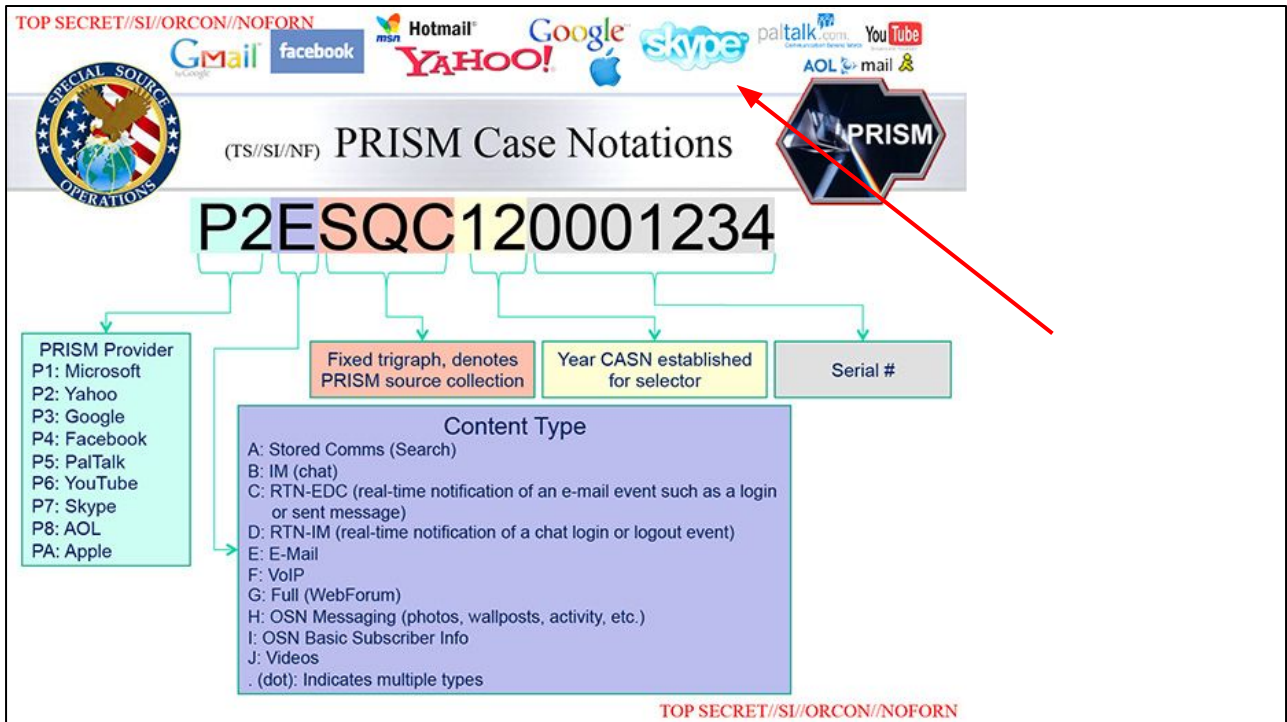 TOP SECRET//SI//ORCON//NOFORN
Gmail
by Google
facebook
msn
Hotmail
YAHOO!
Google
skype
paltalk.com
YouTube
AOL mail
SPECIAL SOURCE OPERATIONS
(TS//SI//NF) PRISM Case Notations
PRISM
P2ESQC120001234
PRISM Provider
P1: Microsoft
P2: Yahoo
P3: Google
P4: Facebook
P5: PalTalk
P6: YouTube
P7: Skype
P8: AOL
PA: Apple
Fixed trigraph, denotes
PRISM source collection
Year CASN established
for selector
Serial #
Content Type
A: Stored Comms (Search)
B: IM (chat)
C: RTN-EDC (real-time notification of an e-mail event such as a login
or sent message)
D: RTN-IM (real-time notification of a chat login or logout event)
E: E-Mail
F: VoIP
G: Full (WebForum)
H: OSN Messaging (photos, wallposts, activity, etc.)
I: OSN Basic Subscriber Info
J: Videos
. (dot): Indicates multiple types
TOP SECRET//SI//ORCON//NOFORN